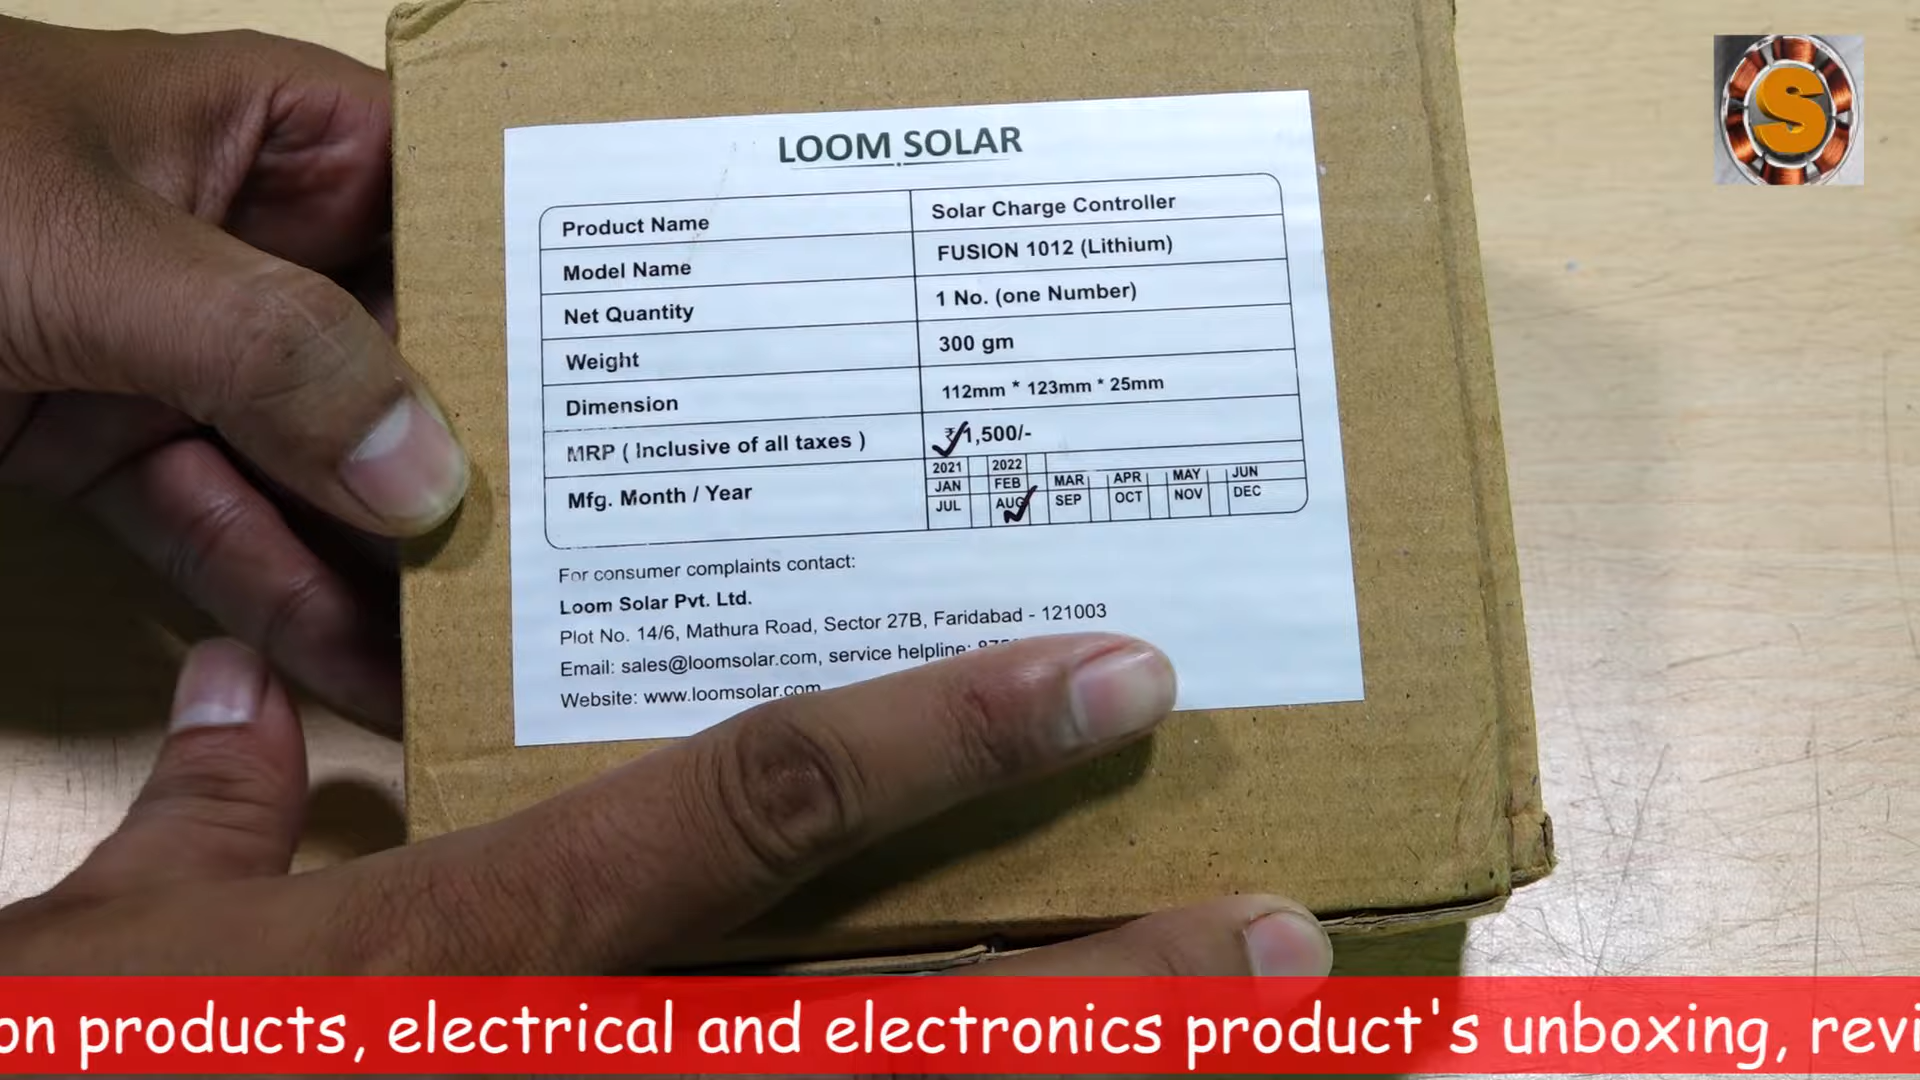 S
LOOM SOLAR
Product Name Solar Charge Controller
Model Name FUSION 1012 (Lithium)
Net Quantity 1 No. (one Number)
Weight 300 gm
Dimension 112mm * 123mm * 25mm
MRP ( Inclusive of all taxes ) ₹1,500/-
Mfg. Month / Year
2021 2022
JAN FEB MAR APR MAY JUN
JUL AUG SEP OCT NOV DEC
For consumer complaints contact:
Loom Solar Pvt. Ltd.
Plot No. 14/6, Mathura Road, Sector 27B, Faridabad - 121003
Email: sales@loomsolar.com, service helpline:
Website: www.loomsolar.com
on products, electrical and electronics product's unboxing, revi